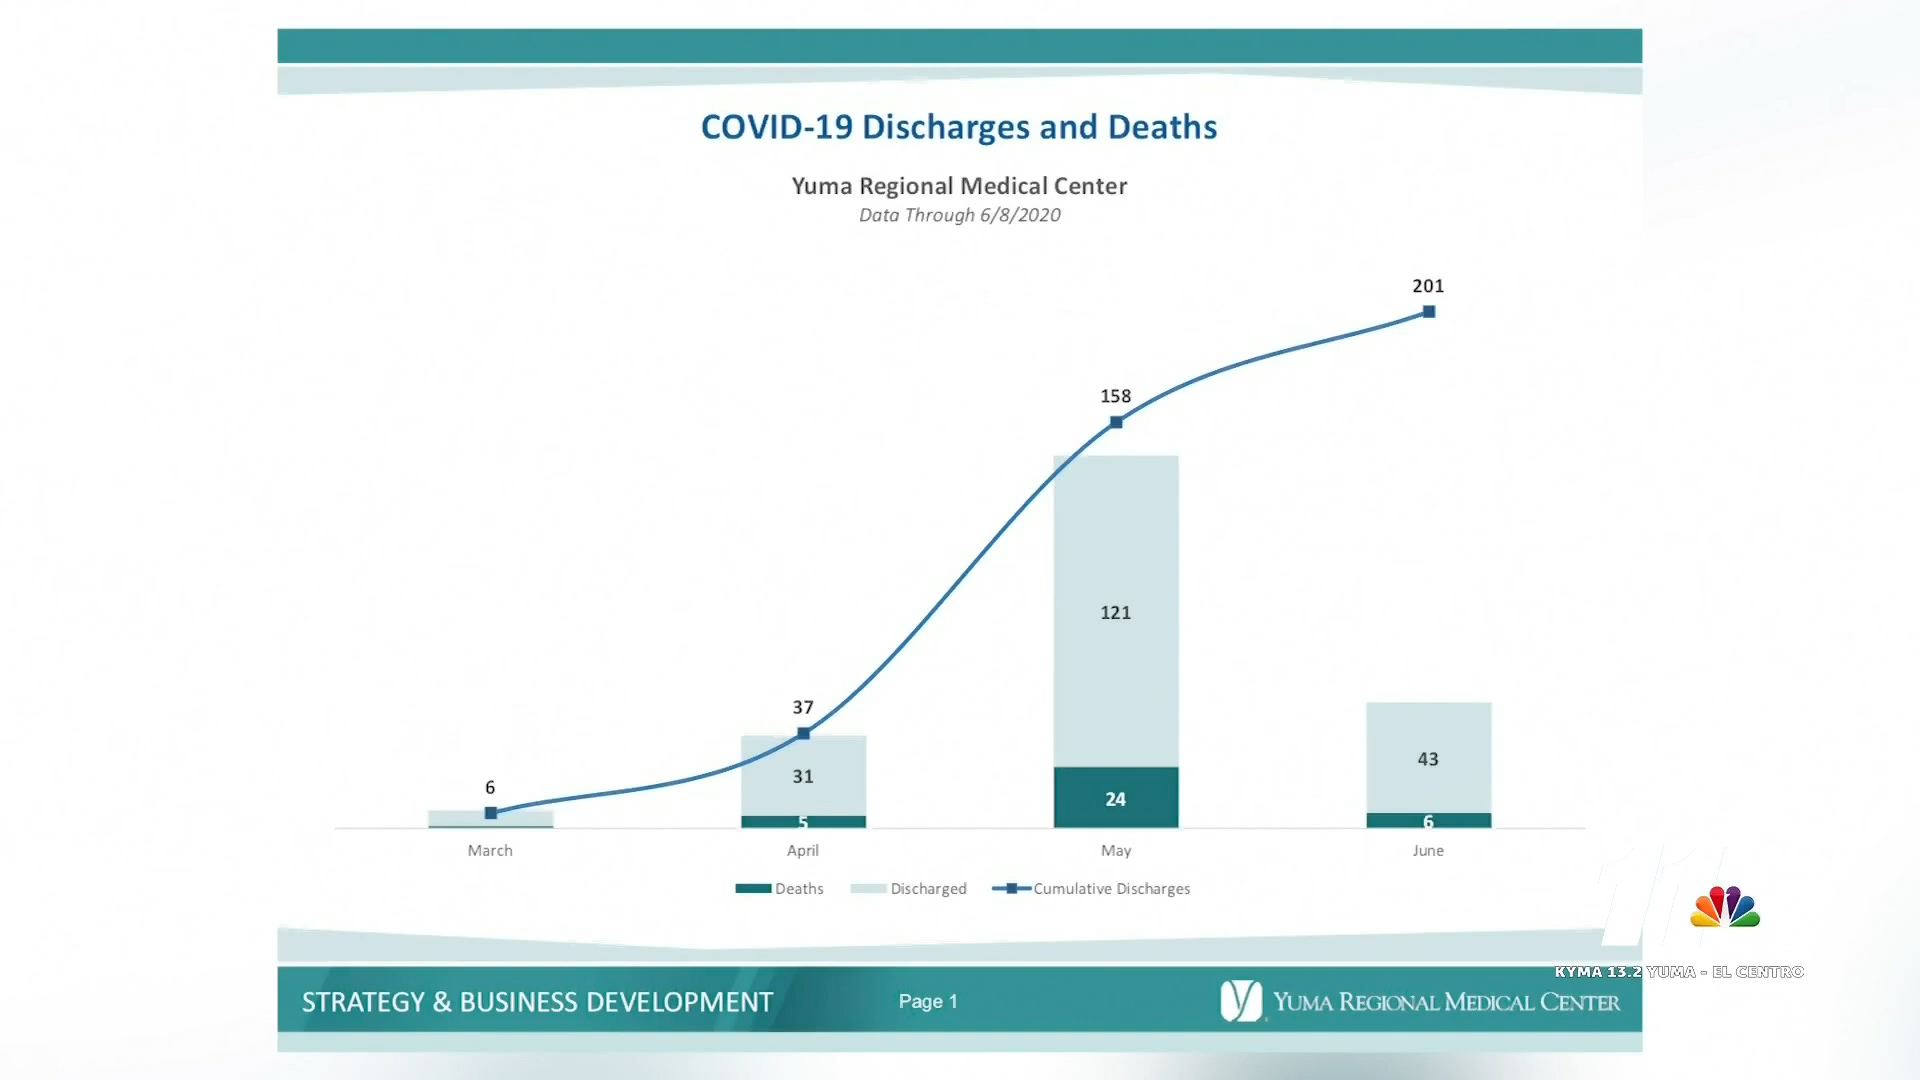 COVID-19 Discharges and Deaths
Yuma Regional Medical Center
Data Through 6/8/2020
201
158
121
37
43
6
31
24
5
6
March April May June
Deaths Discharged Cumulative Discharges
KYMA 13.2 YUMA - EL CENTRO
STRATEGY & BUSINESS DEVELOPMENT Page 1 YUMA REGIONAL MEDICAL CENTER
11